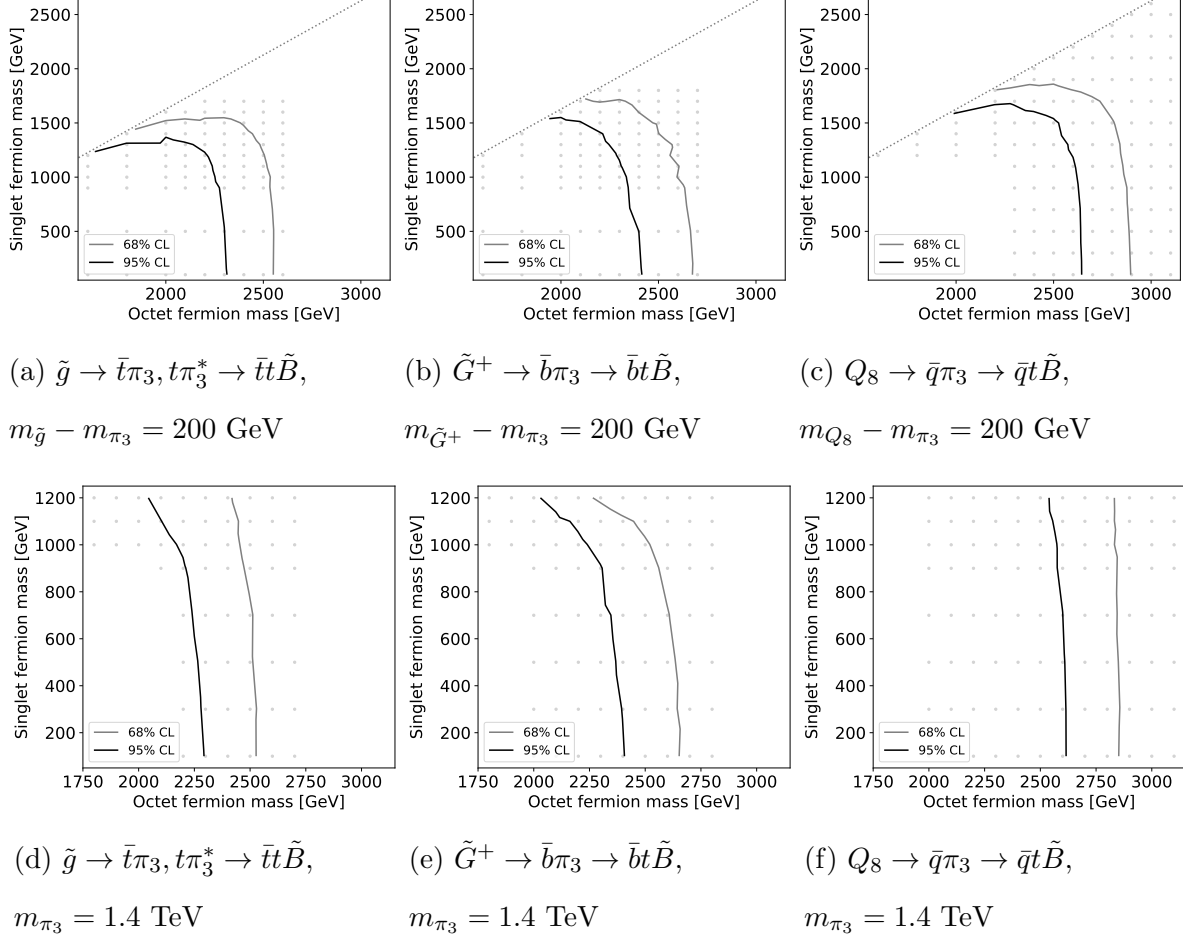 2500
2000
1500
1000
500
Singlet fermion mass [GeV]
68% CL
95% CL
2000 2500 3000
Octet fermion mass [GeV]
2500
2000
1500
1000
500
Singlet fermion mass [GeV]
68% CL
95% CL
2000 2500 3000
Octet fermion mass [GeV]
2500
2000
1500
1000
500
Singlet fermion mass [GeV]
68% CL
95% CL
2000 2500 3000
Octet fermion mass [GeV]
(a) g̃ → t̄π₃, tπ₃* → t̄tB̃,
m_g̃ − m_π₃ = 200 GeV
(b) G̃⁺ → b̄π₃ → b̄tB̃,
m_G̃⁺ − m_π₃ = 200 GeV
(c) Q₈ → q̄π₃ → q̄tB̃,
m_Q₈ − m_π₃ = 200 GeV
1200
1000
800
600
400
200
Singlet fermion mass [GeV]
68% CL
95% CL
1750 2000 2250 2500 2750 3000
Octet fermion mass [GeV]
1200
1000
800
600
400
200
Singlet fermion mass [GeV]
68% CL
95% CL
1750 2000 2250 2500 2750 3000
Octet fermion mass [GeV]
1200
1000
800
600
400
200
Singlet fermion mass [GeV]
68% CL
95% CL
1750 2000 2250 2500 2750 3000
Octet fermion mass [GeV]
(d) g̃ → t̄π₃, tπ₃* → t̄tB̃,
m_π₃ = 1.4 TeV
(e) G̃⁺ → b̄π₃ → b̄tB̃,
m_π₃ = 1.4 TeV
(f) Q₈ → q̄π₃ → q̄tB̃,
m_π₃ = 1.4 TeV